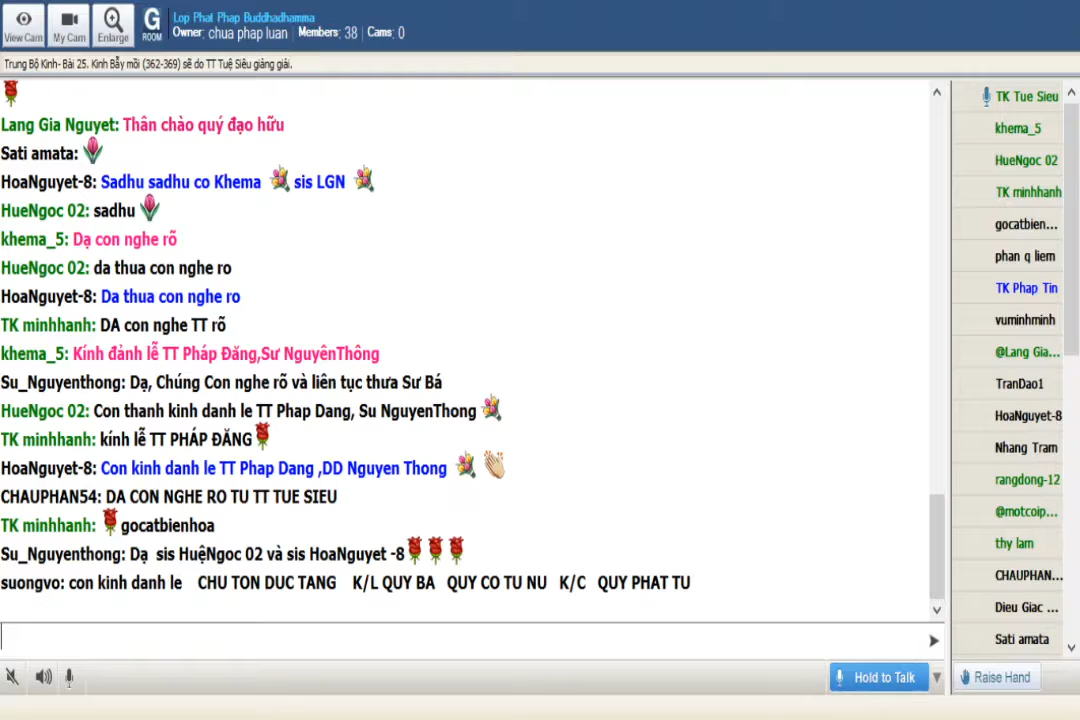 View Cam
My Cam
Enlarge
G
ROOM
Lop Phat Phap Buddhadhamma
Owner: chua phap luan | Members: 38 | Cams: 0
Trung Bộ Kinh- Bài 25. Kinh Bẫy mồi (362-369) sẽ do TT Tuệ Siêu giảng giải.
Lang Gia Nguyet: Thân chào quý đạo hữu
Sati amata:
HoaNguyet-8: Sadhu sadhu co Khema sis LGN
HueNgoc 02: sadhu
khema_5: Dạ con nghe rõ
HueNgoc 02: da thua con nghe ro
HoaNguyet-8: Da thua con nghe ro
TK minhhanh: DA con nghe TT rõ
khema_5: Kính đảnh lễ TT Pháp Đăng,Sư NguyênThông
Su_Nguyenthong: Dạ, Chúng Con nghe rõ và liên tục thưa Sư Bá
HueNgoc 02: Con thanh kinh danh le TT Phap Dang, Su NguyenThong
TK minhhanh: kính lễ TT PHÁP ĐĂNG
HoaNguyet-8: Con kinh danh le TT Phap Dang ,DD Nguyen Thong
CHAUPHAN54: DA CON NGHE RO TU TT TUE SIEU
TK minhhanh: gocatbienhoa
Su_Nguyenthong: Dạ sis HuệNgoc 02 và sis HoaNguyet -8
suongvo: con kinh danh le CHU TON DUC TANG K/L QUY BA QUY CO TU NU K/C QUY PHAT TU
Hold to Talk
TK Tue Sieu
khema_5
HueNgoc 02
TK minhhanh
gocatbien...
phan q liem
TK Phap Tin
vuminhminh
@Lang Gia...
TranDao1
HoaNguyet-8
Nhang Tram
rangdong-12
@motcoip...
thy lam
CHAUPHAN...
Dieu Giac ...
Sati amata
Raise Hand